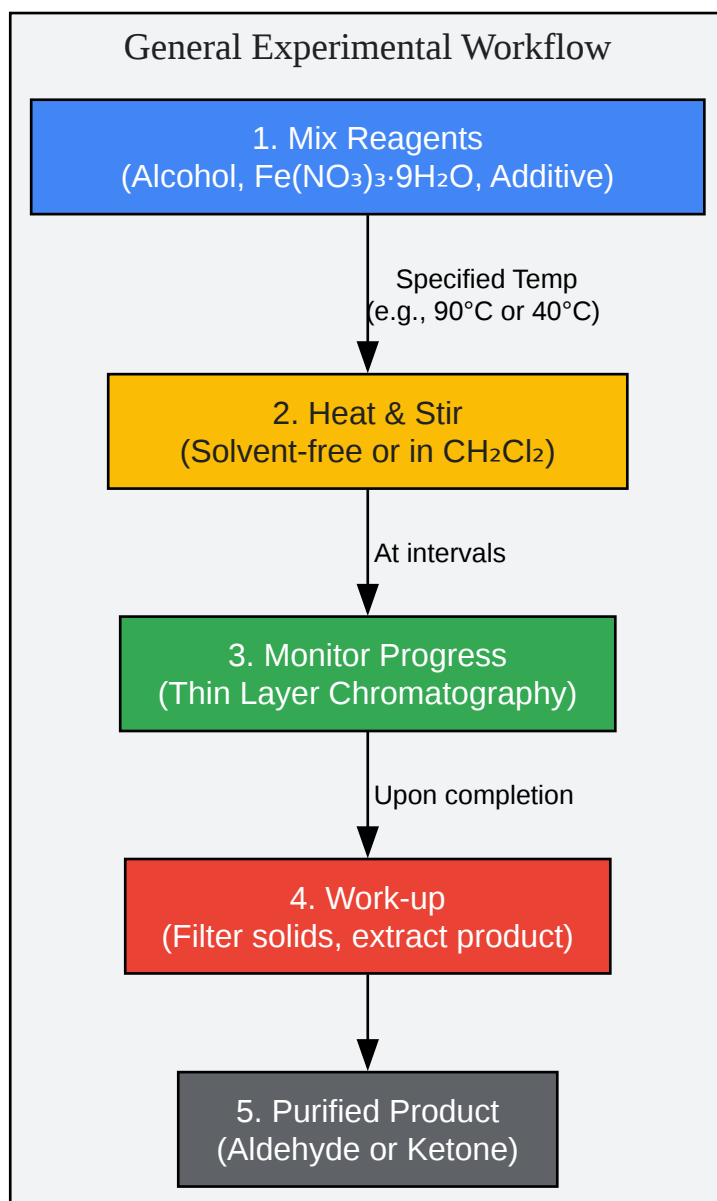 General Experimental Workflow
1. Mix Reagents
(Alcohol, Fe(NO₃)₃·9H₂O, Additive)
Specified Temp
(e.g., 90°C or 40°C)
2. Heat & Stir
(Solvent-free or in CH₂Cl₂)
At intervals
3. Monitor Progress
(Thin Layer Chromatography)
Upon completion
4. Work-up
(Filter solids, extract product)
5. Purified Product
(Aldehyde or Ketone)